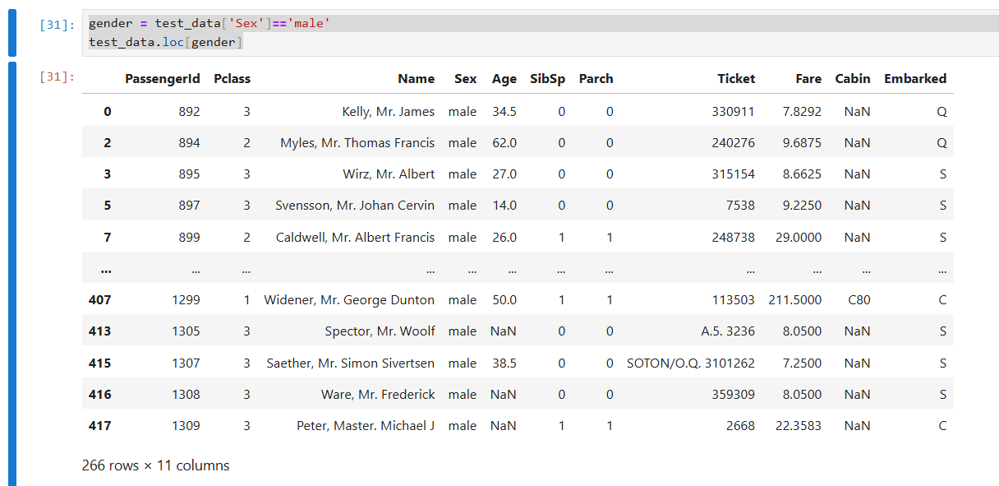 [31]: gender = test_data['Sex']=='male'
test_data.loc[gender]
[31]:
PassengerId Pclass Name Sex Age SibSp Parch Ticket Fare Cabin Embarked
0 892 3 Kelly, Mr. James male 34.5 0 0 330911 7.8292 NaN Q
2 894 2 Myles, Mr. Thomas Francis male 62.0 0 0 240276 9.6875 NaN Q
3 895 3 Wirz, Mr. Albert male 27.0 0 0 315154 8.6625 NaN S
5 897 3 Svensson, Mr. Johan Cervin male 14.0 0 0 7538 9.2250 NaN S
7 899 2 Caldwell, Mr. Albert Francis male 26.0 1 1 248738 29.0000 NaN S
... ... ... ... ... ... ... ... ... ... ... ...
407 1299 1 Widener, Mr. George Dunton male 50.0 1 1 113503 211.5000 C80 C
413 1305 3 Spector, Mr. Woolf male NaN 0 0 A.5. 3236 8.0500 NaN S
415 1307 3 Saether, Mr. Simon Sivertsen male 38.5 0 0 SOTON/O.Q. 3101262 7.2500 NaN S
416 1308 3 Ware, Mr. Frederick male NaN 0 0 359309 8.0500 NaN S
417 1309 3 Peter, Master. Michael J male NaN 1 1 2668 22.3583 NaN C
266 rows × 11 columns